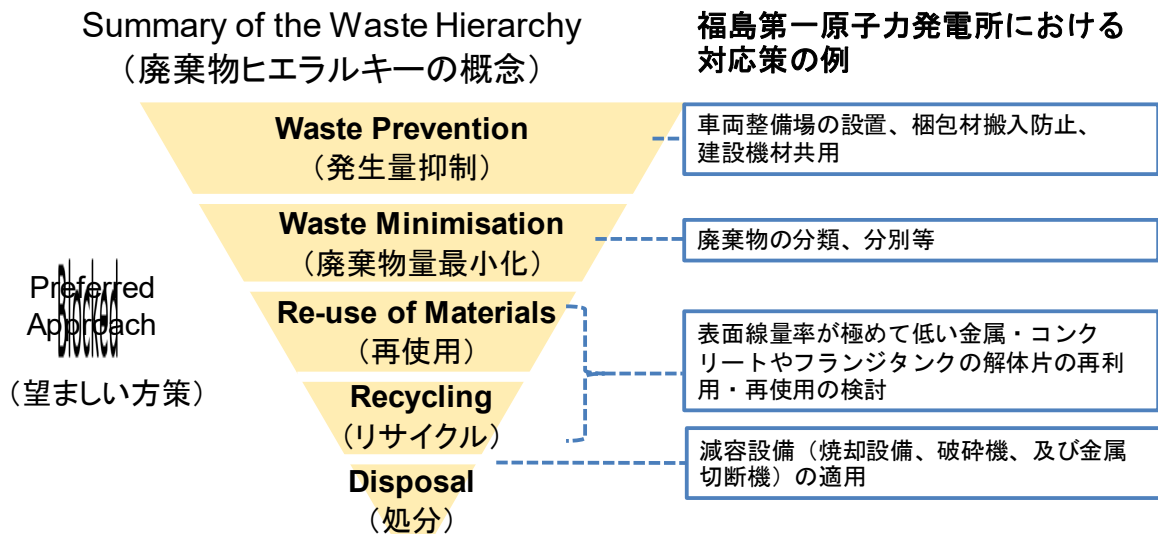 Summary of the Waste Hierarchy
（廃棄物ヒエラルキーの概念）
福島第一原子力発電所における
対応策の例
Waste Prevention
（発生量抑制）
車両整備場の設置、梱包材搬入防止、
建設機材共用
Waste Minimisation
（廃棄物量最小化）
廃棄物の分類、分別等
Preferred
Approach
Blocked
（望ましい方策）
Re-use of Materials
（再使用）
Recycling
（リサイクル）
表面線量率が極めて低い金属・コンク
リートやフランジタンクの解体片の再利
用・再使用の検討
Disposal
（処分）
減容設備（焼却設備、破砕機、及び金属
切断機）の適用